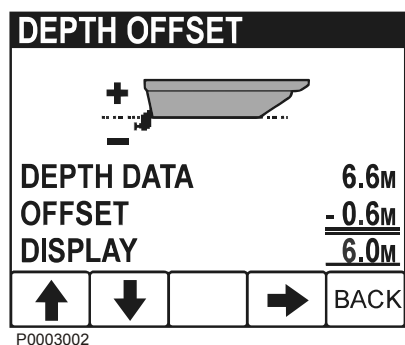 DEPTH OFFSET
+
−
DEPTH DATA 6.6M
OFFSET - 0.6M
DISPLAY 6.0M
BACK
P0003002